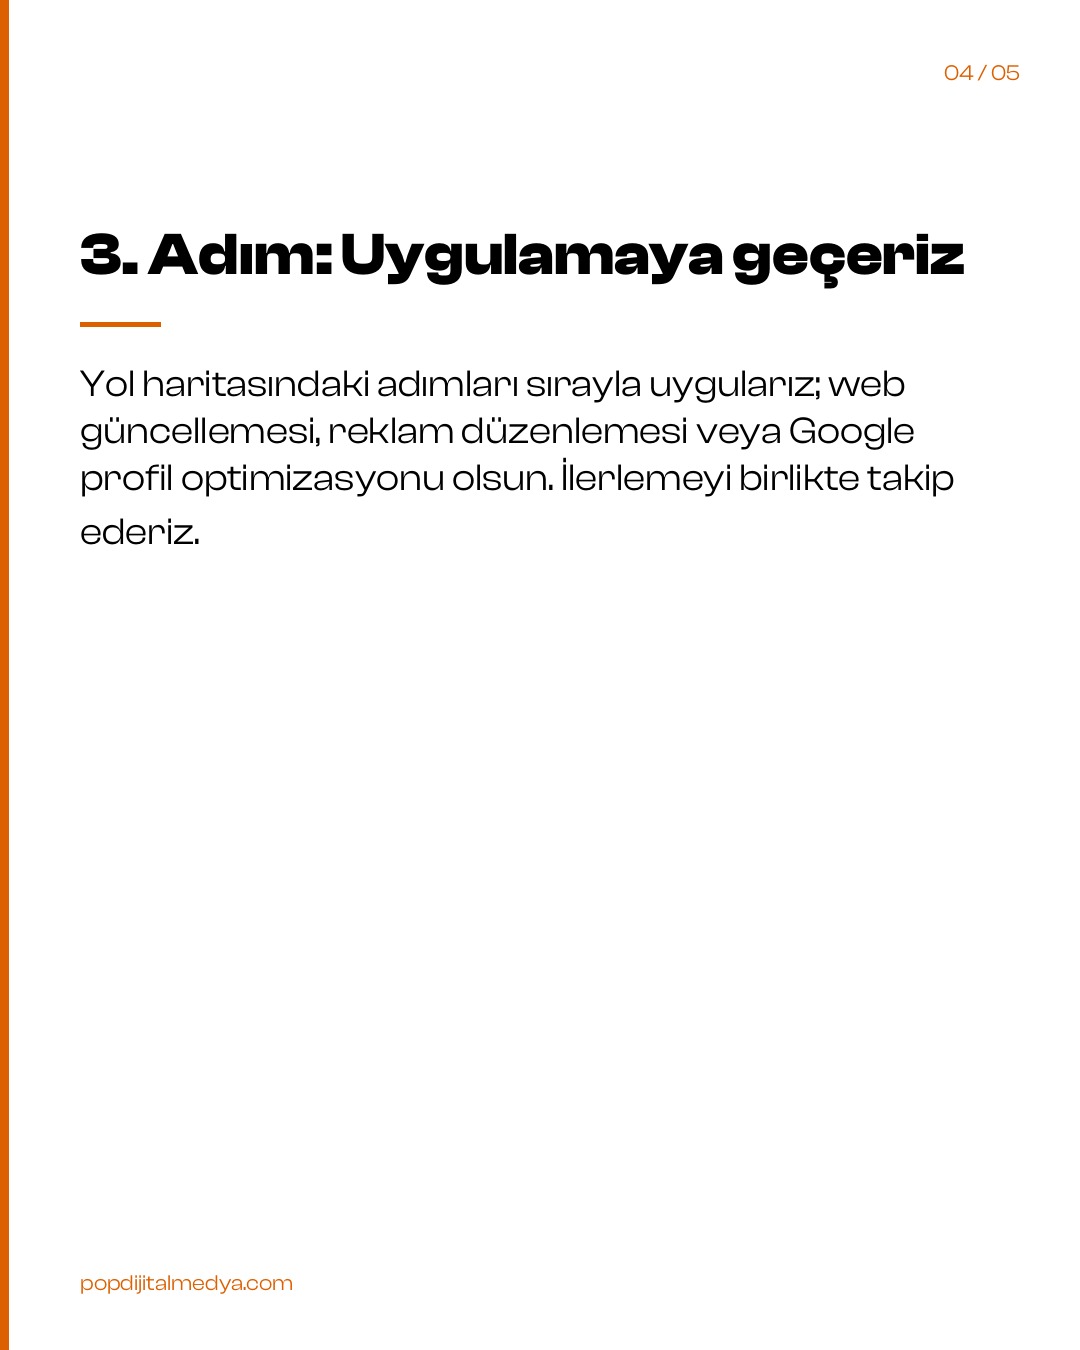 04 / 05
3. Adım: Uygulamaya geçeriz
Yol haritasındaki adımları sırayla uygularız; web
güncellemesi, reklam düzenlemesi veya Google
profil optimizasyonu olsun. İlerlemeyi birlikte takip
ederiz.
popdijitalmedya.com